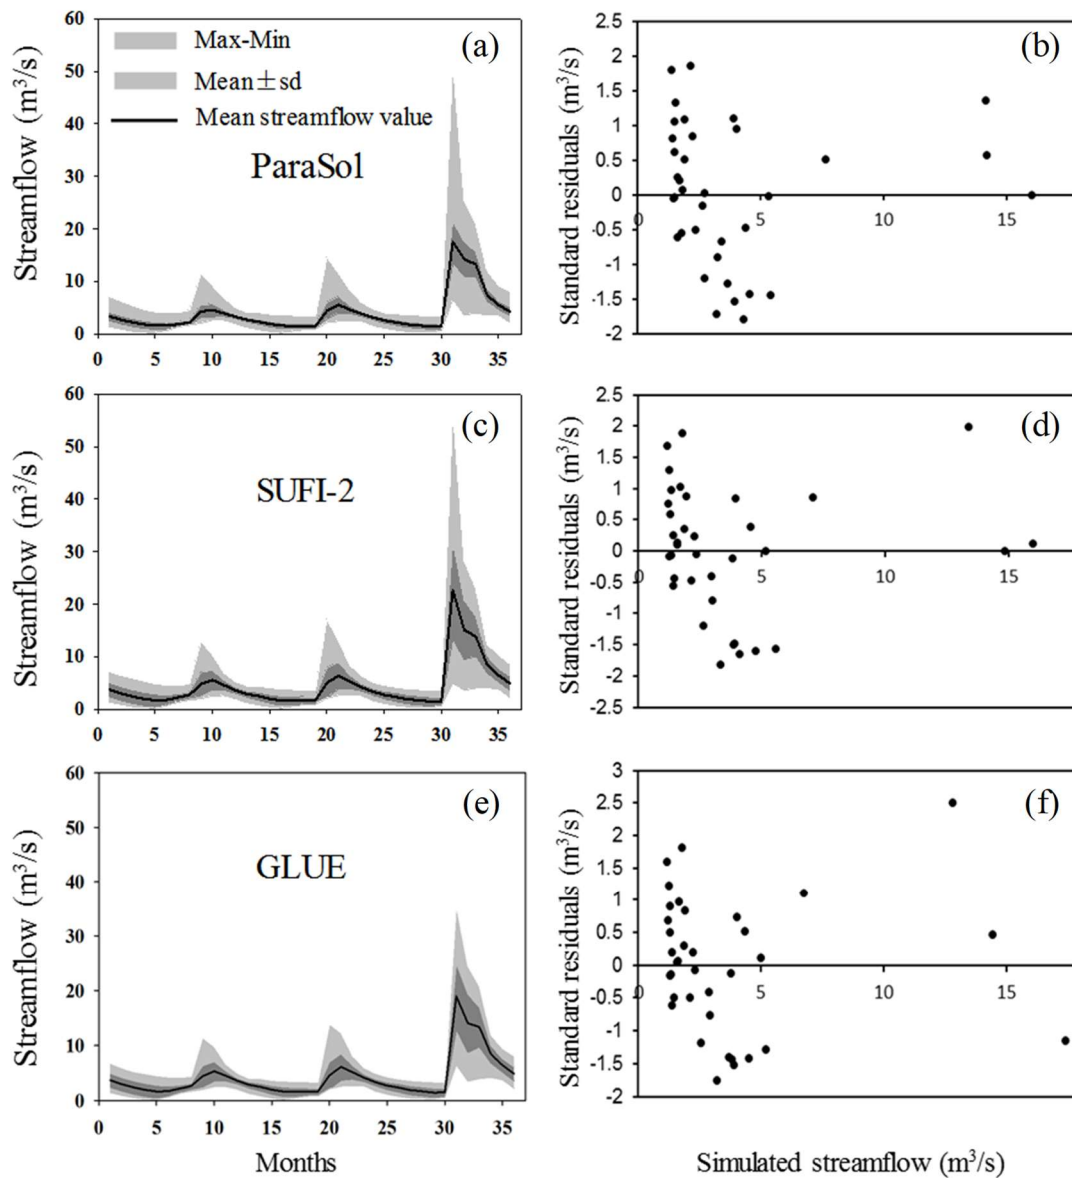 Streamflow (m³/s)
60
50
40
30
20
10
0
0 5 10 15 20 25 30 35
Max-Min
Mean±sd
Mean streamflow value
(a)
ParaSol
Standard residuals (m³/s)
2.5
2
1.5
1
0.5
0
-0.5
-1
-1.5
-2
0 5 10 15
(b)
Streamflow (m³/s)
60
50
40
30
20
10
0
0 5 10 15 20 25 30 35
(c)
SUFI-2
Standard residuals (m³/s)
2.5
2
1.5
1
0.5
0
-0.5
-1
-1.5
-2
-2.5
0 5 10 15
(d)
Streamflow (m³/s)
60
50
40
30
20
10
0
0 5 10 15 20 25 30 35
(e)
GLUE
Months
Standard residuals (m³/s)
3
2.5
2
1.5
1
0.5
0
-0.5
-1
-1.5
-2
0 5 10 15
(f)
Simulated streamflow (m³/s)